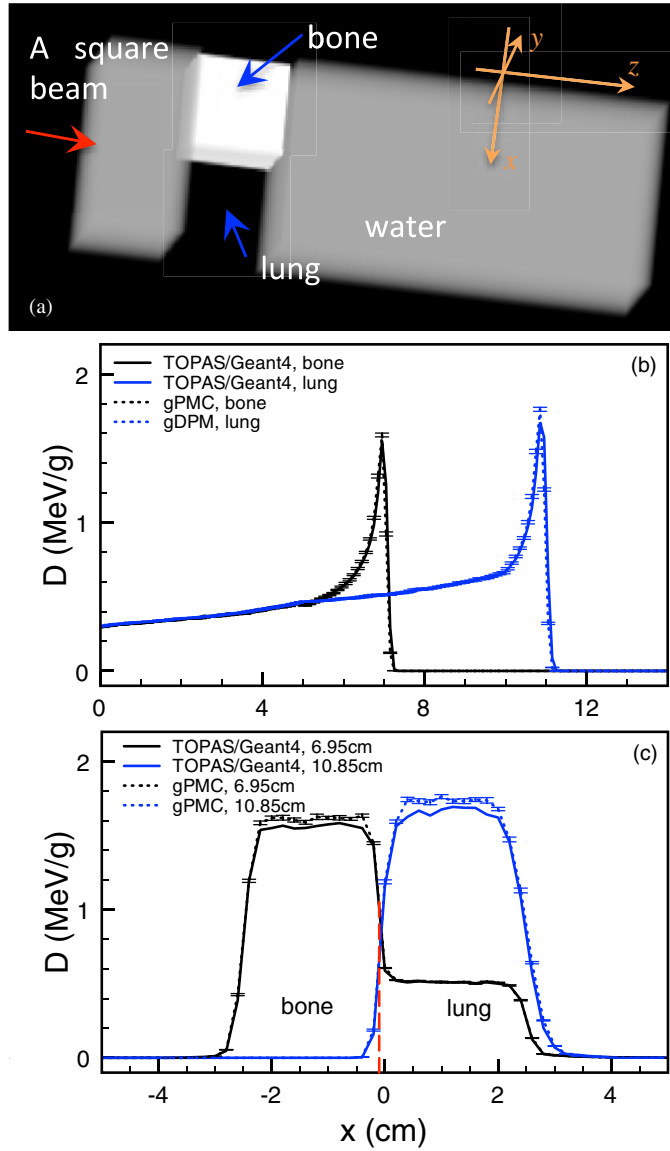 A square
beam
bone
y
z
x
water
lung
(a)
(b)
TOPAS/Geant4, bone
TOPAS/Geant4, lung
gPMC, bone
gDPM, lung
D (MeV/g)
2
1
0
0 4 8 12
(c)
TOPAS/Geant4, 6.95cm
TOPAS/Geant4, 10.85cm
gPMC, 6.95cm
gPMC, 10.85cm
D (MeV/g)
2
1
0
bone
lung
-4 -2 0 2 4
x (cm)